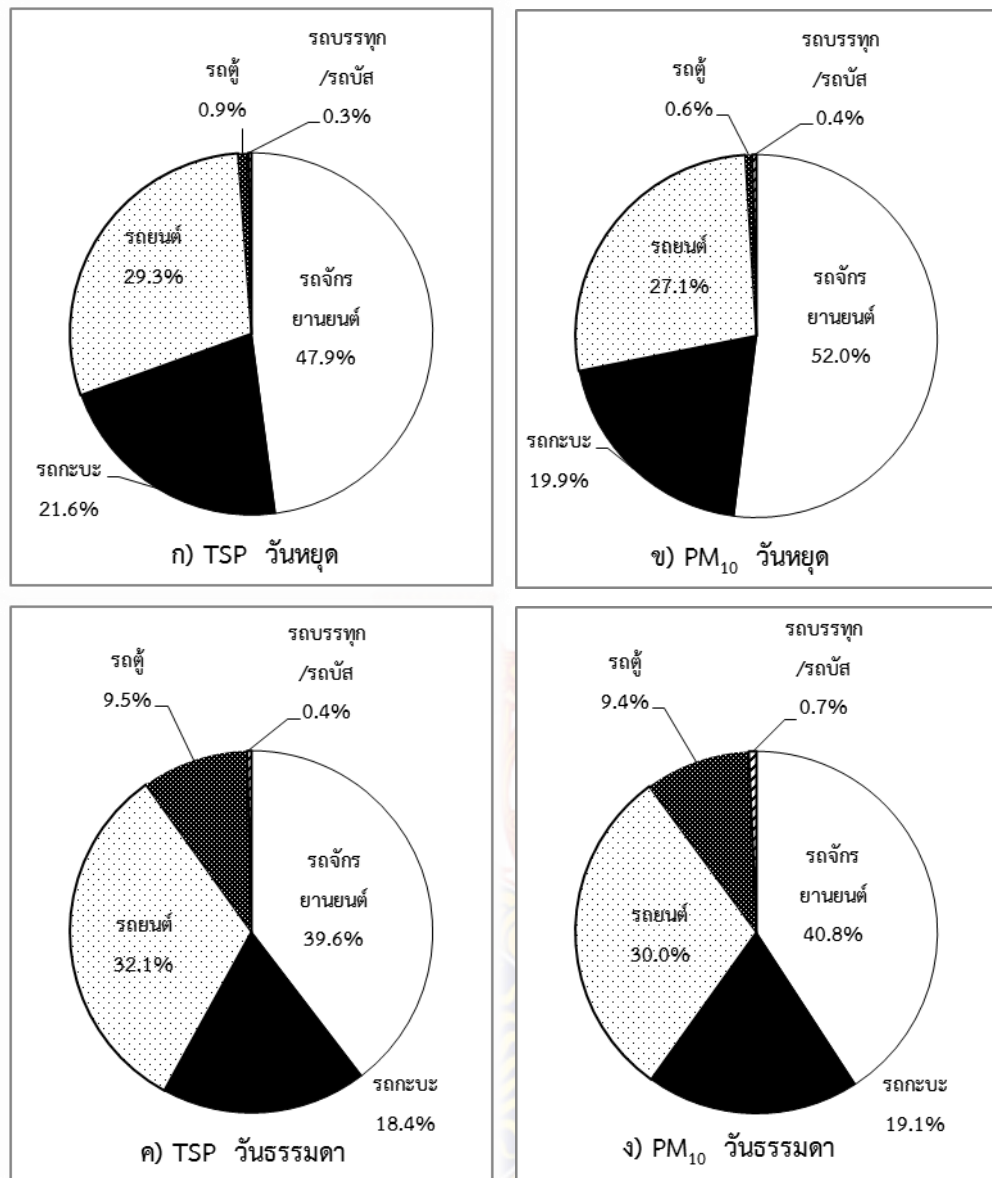 รถบรรทุก
/รถบัส
0.3%
รถตู้
0.9%
รถยนต์
29.3%
รถจักร
ยานยนต์
47.9%
รถกะบะ
21.6%
ก) TSP วันหยุด
รถบรรทุก
/รถบัส
0.4%
รถตู้
0.6%
รถยนต์
27.1%
รถจักร
ยานยนต์
52.0%
รถกะบะ
19.9%
ข) PM₁₀ วันหยุด
รถบรรทุก
/รถบัส
0.4%
รถตู้
9.5%
รถยนต์
32.1%
รถจักร
ยานยนต์
39.6%
รถกะบะ
18.4%
ค) TSP วันธรรมดา
รถบรรทุก
/รถบัส
0.7%
รถตู้
9.4%
รถยนต์
30.0%
รถจักร
ยานยนต์
40.8%
รถกะบะ
19.1%
ง) PM₁₀ วันธรรมดา